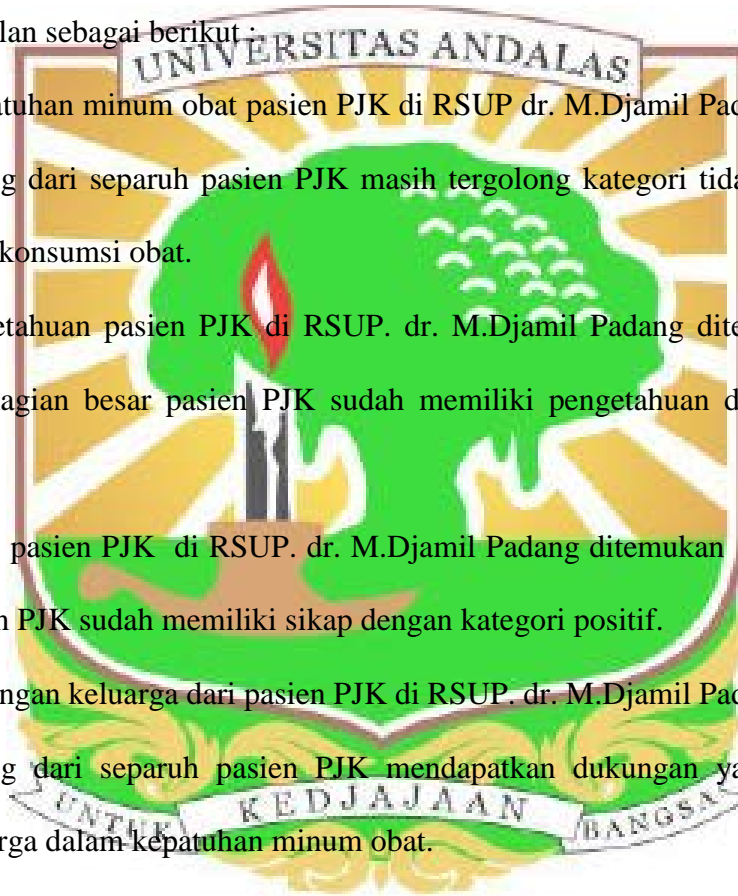 lan sebagai berikut :
UNIVERSITAS ANDALAS
atuhan minum obat pasien PJK di RSUP dr. M.Djamil Pad
g dari separuh pasien PJK masih tergolong kategori tida
konsumsi obat.
etahuan pasien PJK di RSUP. dr. M.Djamil Padang dite
bagian besar pasien PJK sudah memiliki pengetahuan d
pasien PJK di RSUP. dr. M.Djamil Padang ditemukan
n PJK sudah memiliki sikap dengan kategori positif.
ngan keluarga dari pasien PJK di RSUP. dr. M.Djamil Pad
g dari separuh pasien PJK mendapatkan dukungan ya
UNTUK KEDJAJAAN BANGSA
rga dalam kepatuhan minum obat.